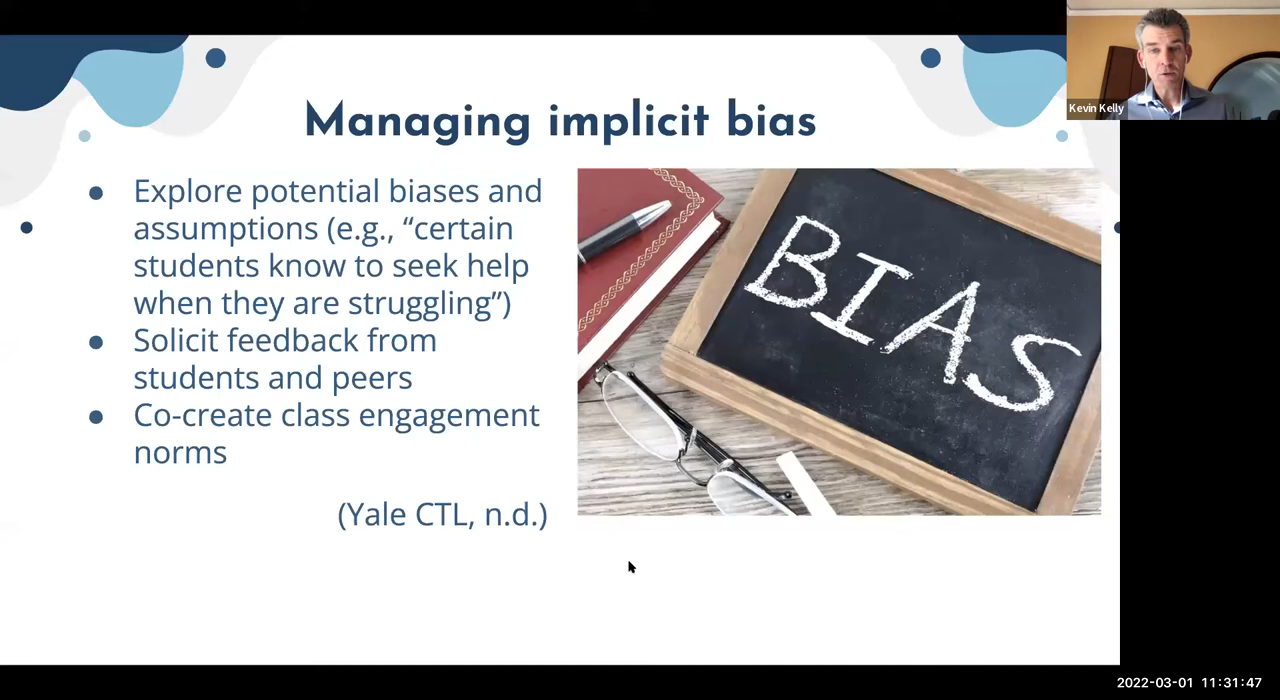 Kevin Kelly
Managing implicit bias
● Explore potential biases and
assumptions (e.g., “certain
students know to seek help
when they are struggling”)
● Solicit feedback from
students and peers
● Co-create class engagement
norms
(Yale CTL, n.d.)
BIAS
2022-03-01 11:31:47